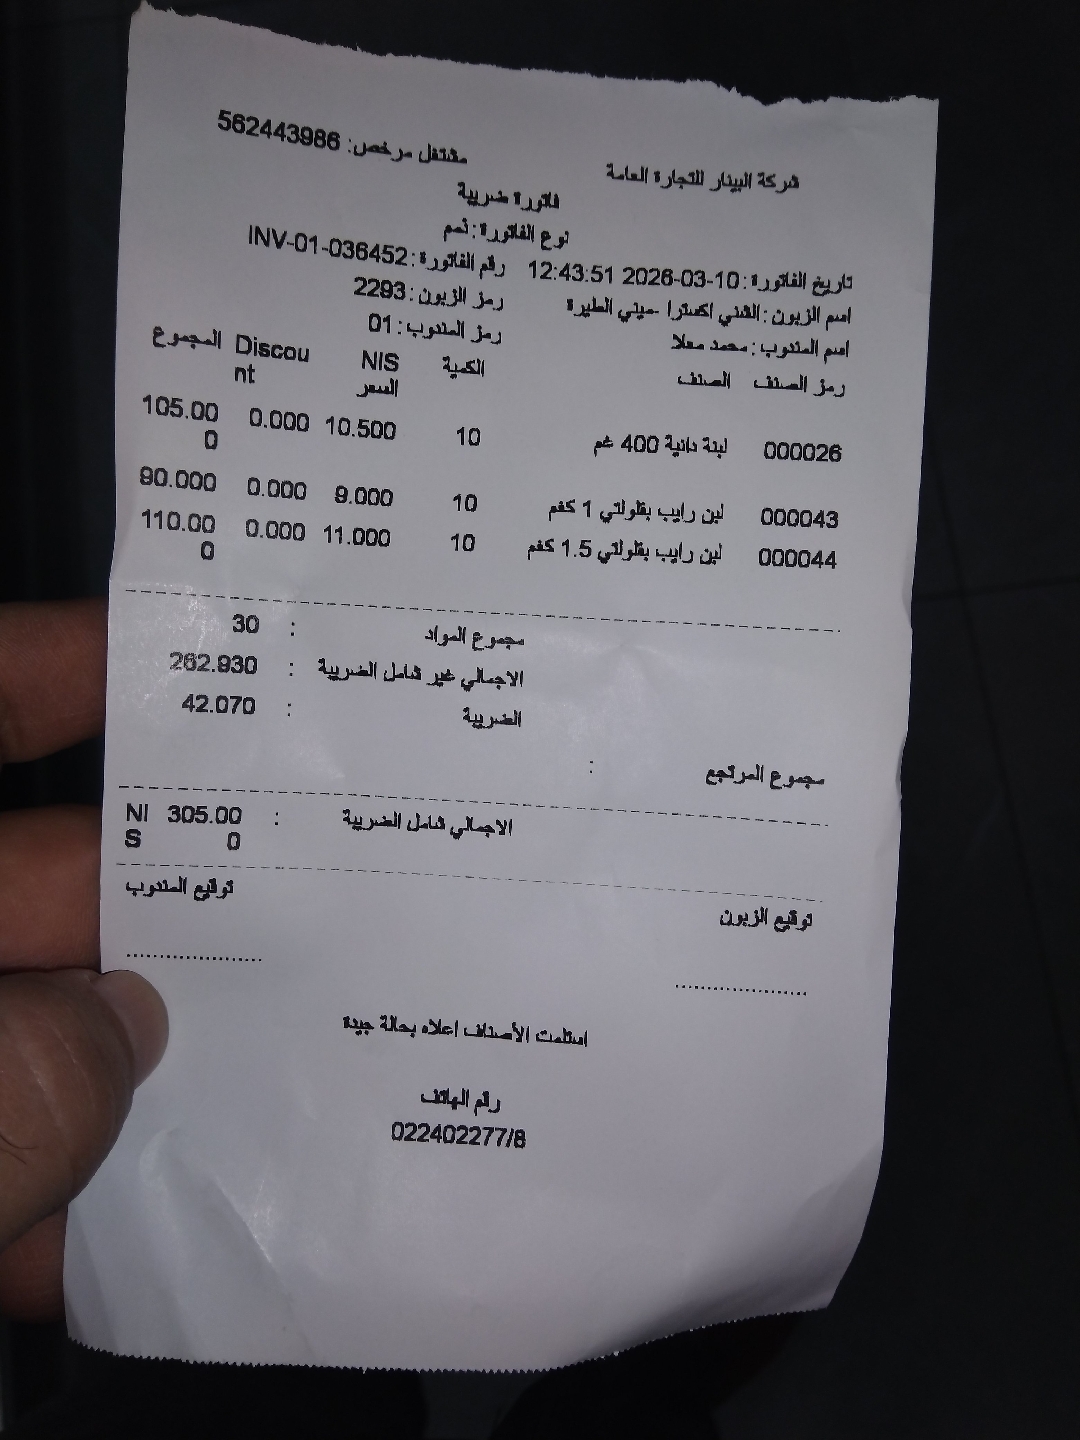 شركة البينار للتجارة العامة مشتغل مرخص: 562443986
فاتورة ضريبية
نوع الفاتورة: ذمم
تاريخ الفاتورة: 10-03-2026 12:43:51 رقم الفاتورة: INV-01-036452
اسم الزبون: الشني اكسترا -ميني الطيرة رمز الزبون: 2293
اسم المندوب: محمد معلا رمز المندوب: 01
رمز الصنف الصنف الكمية NIS السعر Discount المجموع
000026 لبنة دانية 400 غم 10 10.500 0.000 105.000
000043 لبن رايب بقلولتي 1 كغم 10 9.000 0.000 90.000
000044 لبن رايب بقلولتي 1.5 كغم 10 11.000 0.000 110.000
مجموع المواد : 30
الاجمالي غير شامل الضريبة : 262.930
الضريبة : 42.070
مجموع المرتجع :
الاجمالي شامل الضريبة : 305.000 NIS
توقيع الزبون توقيع المندوب
استلمت الأصناف اعلاه بحالة جيدة
رقم الهاتف
022402277/8